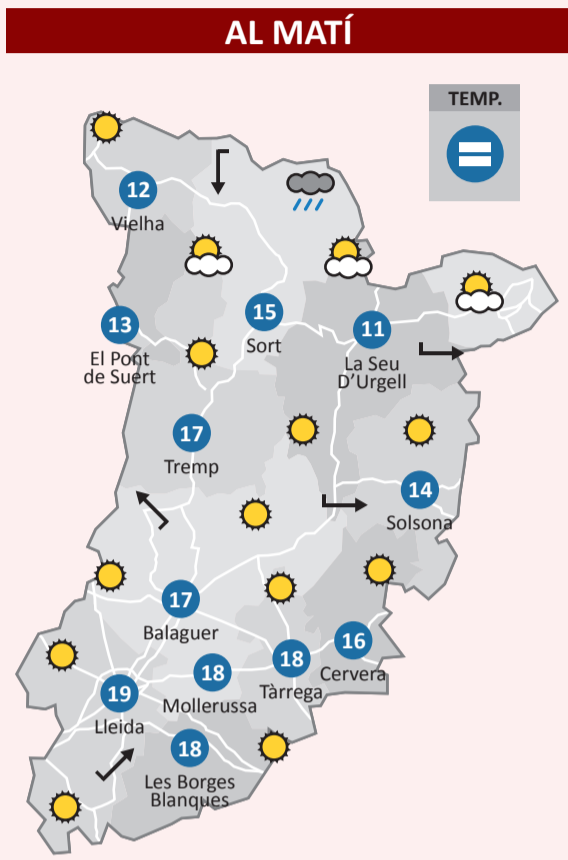 AL MATÍ
TEMP.
12
Vielha
15
Sort
13
El Pont
de Suert
11
La Seu
D'Urgell
17
Tremp
14
Solsona
17
Balaguer
16
Cervera
18
Tàrrega
18
Mollerussa
19
Lleida
18
Les Borges
Blanques